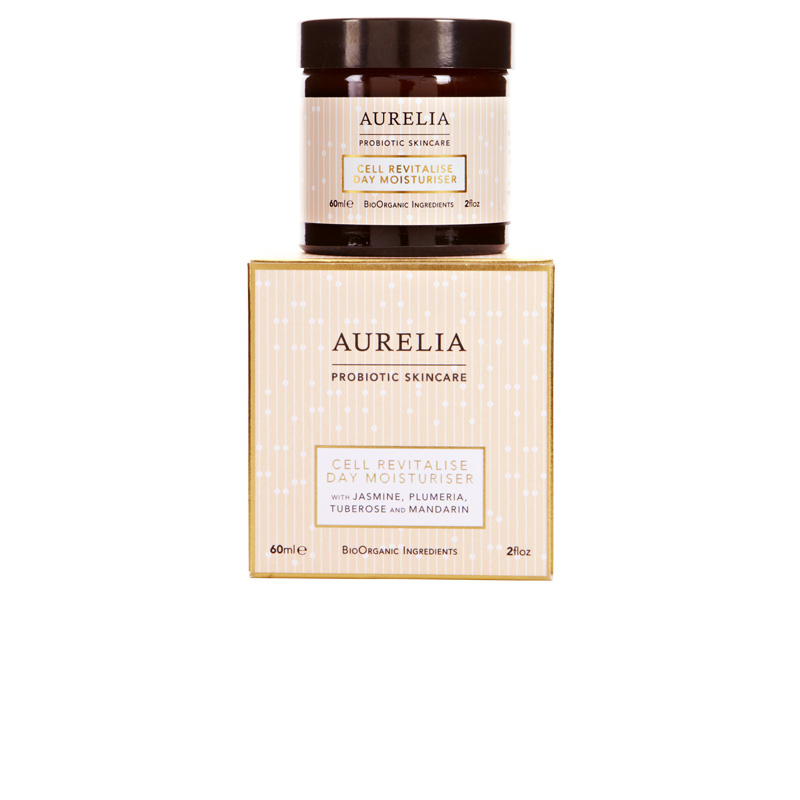 AURELIA
PROBIOTIC SKINCARE
CELL REVITALISE
DAY MOISTURISER
60ml℮ BioOrganic Ingredients 2floz
AURELIA
PROBIOTIC SKINCARE
CELL REVITALISE
DAY MOISTURISER
WITH JASMINE, PLUMERIA,
TUBEROSE AND MANDARIN
60ml℮ BioOrganic Ingredients 2floz